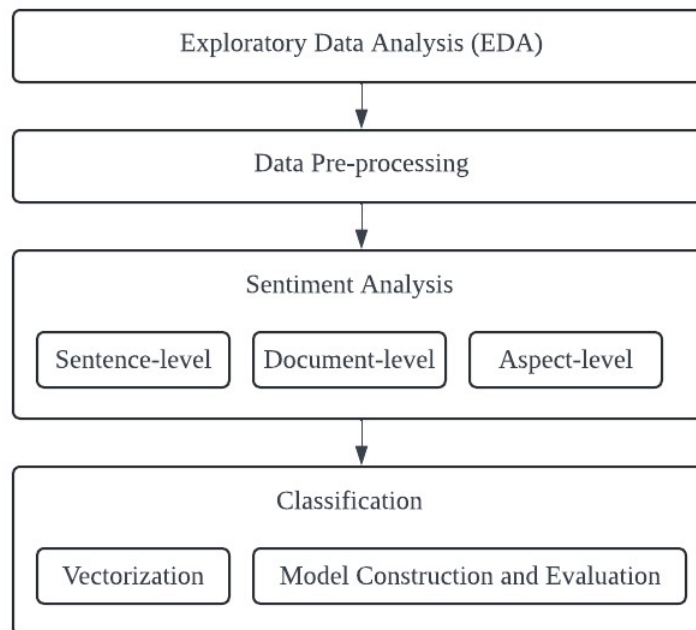 Exploratory Data Analysis (EDA)
Data Pre-processing
Sentiment Analysis
Sentence-level
Document-level
Aspect-level
Classification
Vectorization
Model Construction and Evaluation